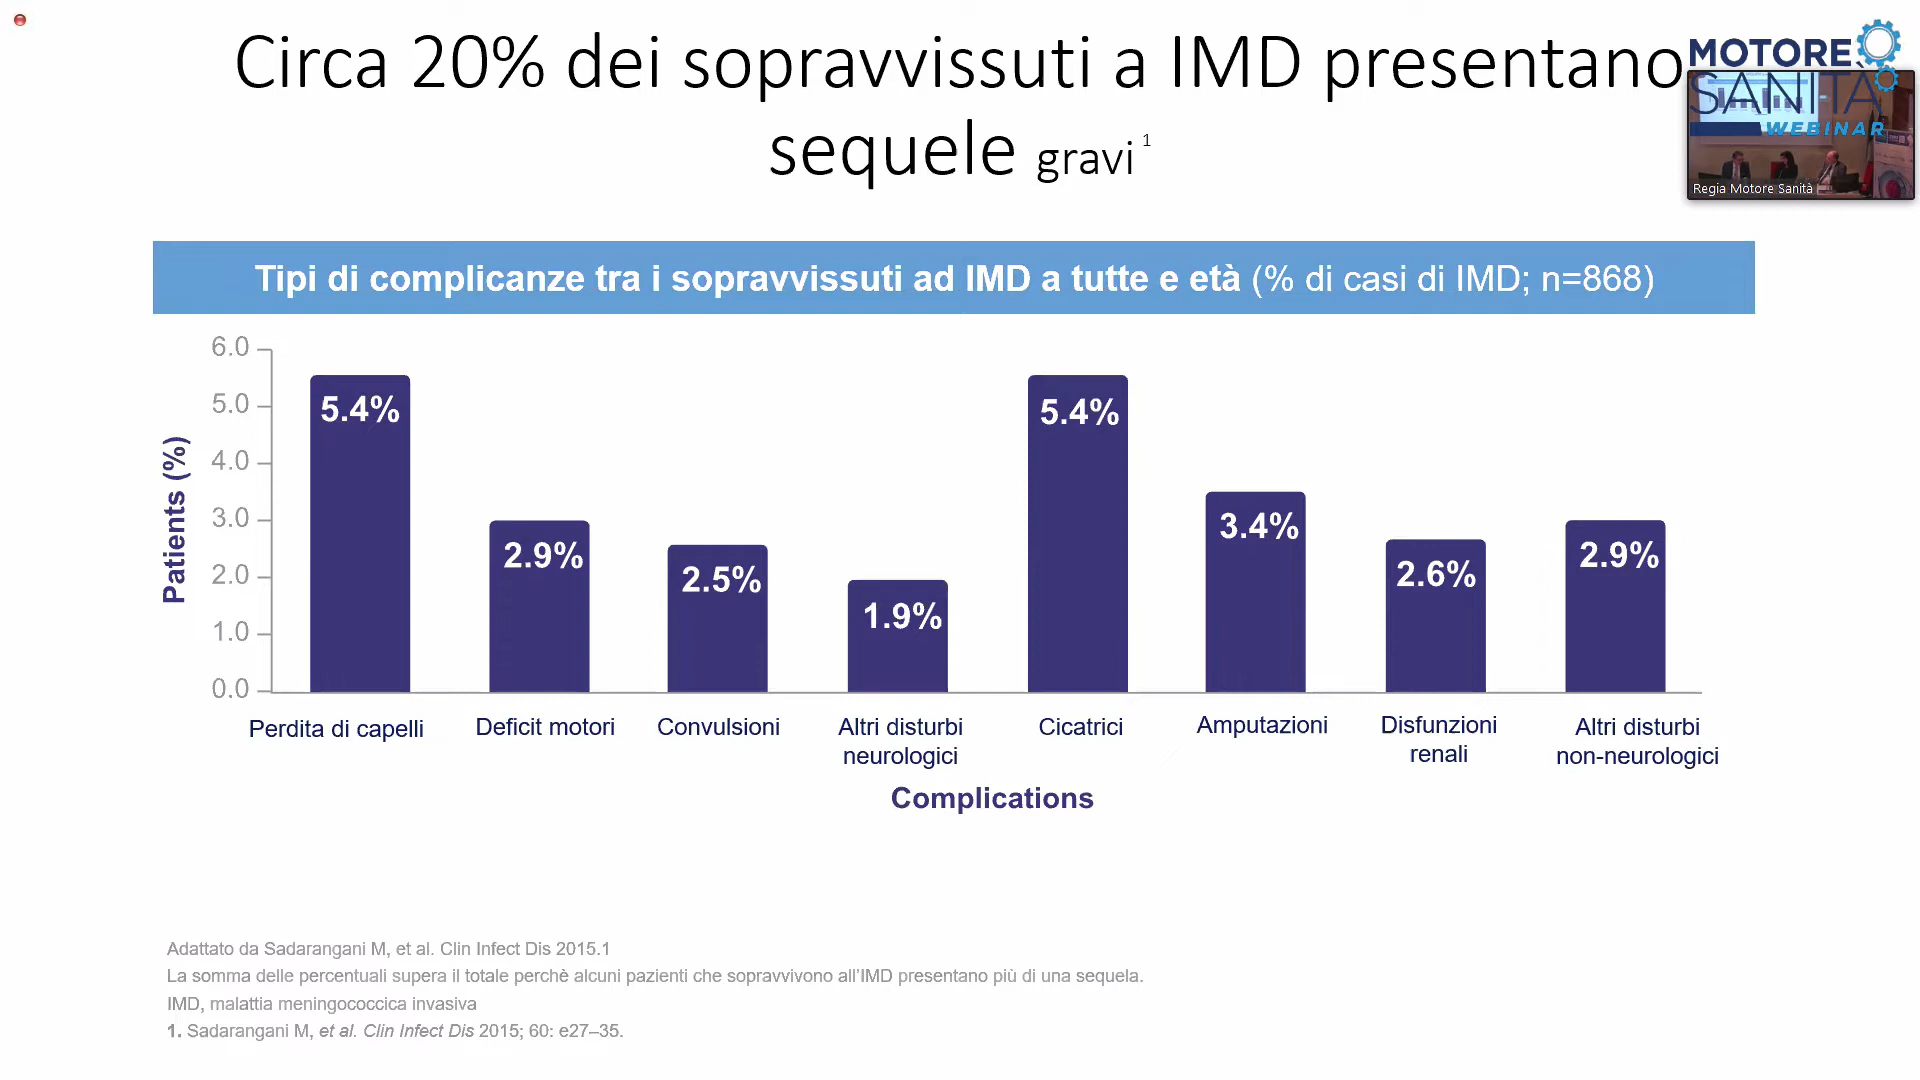 Circa 20% dei sopravvissuti a IMD presentano
sequele gravi 1
MOTORE
SANITÀ
WEBINAR
Regia Motore Sanità
Tipi di complicanze tra i sopravvissuti ad IMD a tutte e età (% di casi di IMD; n=868)
Patients (%)
6.0
5.0
4.0
3.0
2.0
1.0
0.0
5.4%
2.9%
2.5%
1.9%
5.4%
3.4%
2.6%
2.9%
Perdita di capelli
Deficit motori
Convulsioni
Altri disturbi
neurologici
Cicatrici
Amputazioni
Disfunzioni
renali
Altri disturbi
non-neurologici
Complications
Adattato da Sadarangani M, et al. Clin Infect Dis 2015.1
La somma delle percentuali supera il totale perchè alcuni pazienti che sopravvivono all'IMD presentano più di una sequela.
IMD, malattia meningococcica invasiva
1. Sadarangani M, et al. Clin Infect Dis 2015; 60: e27–35.